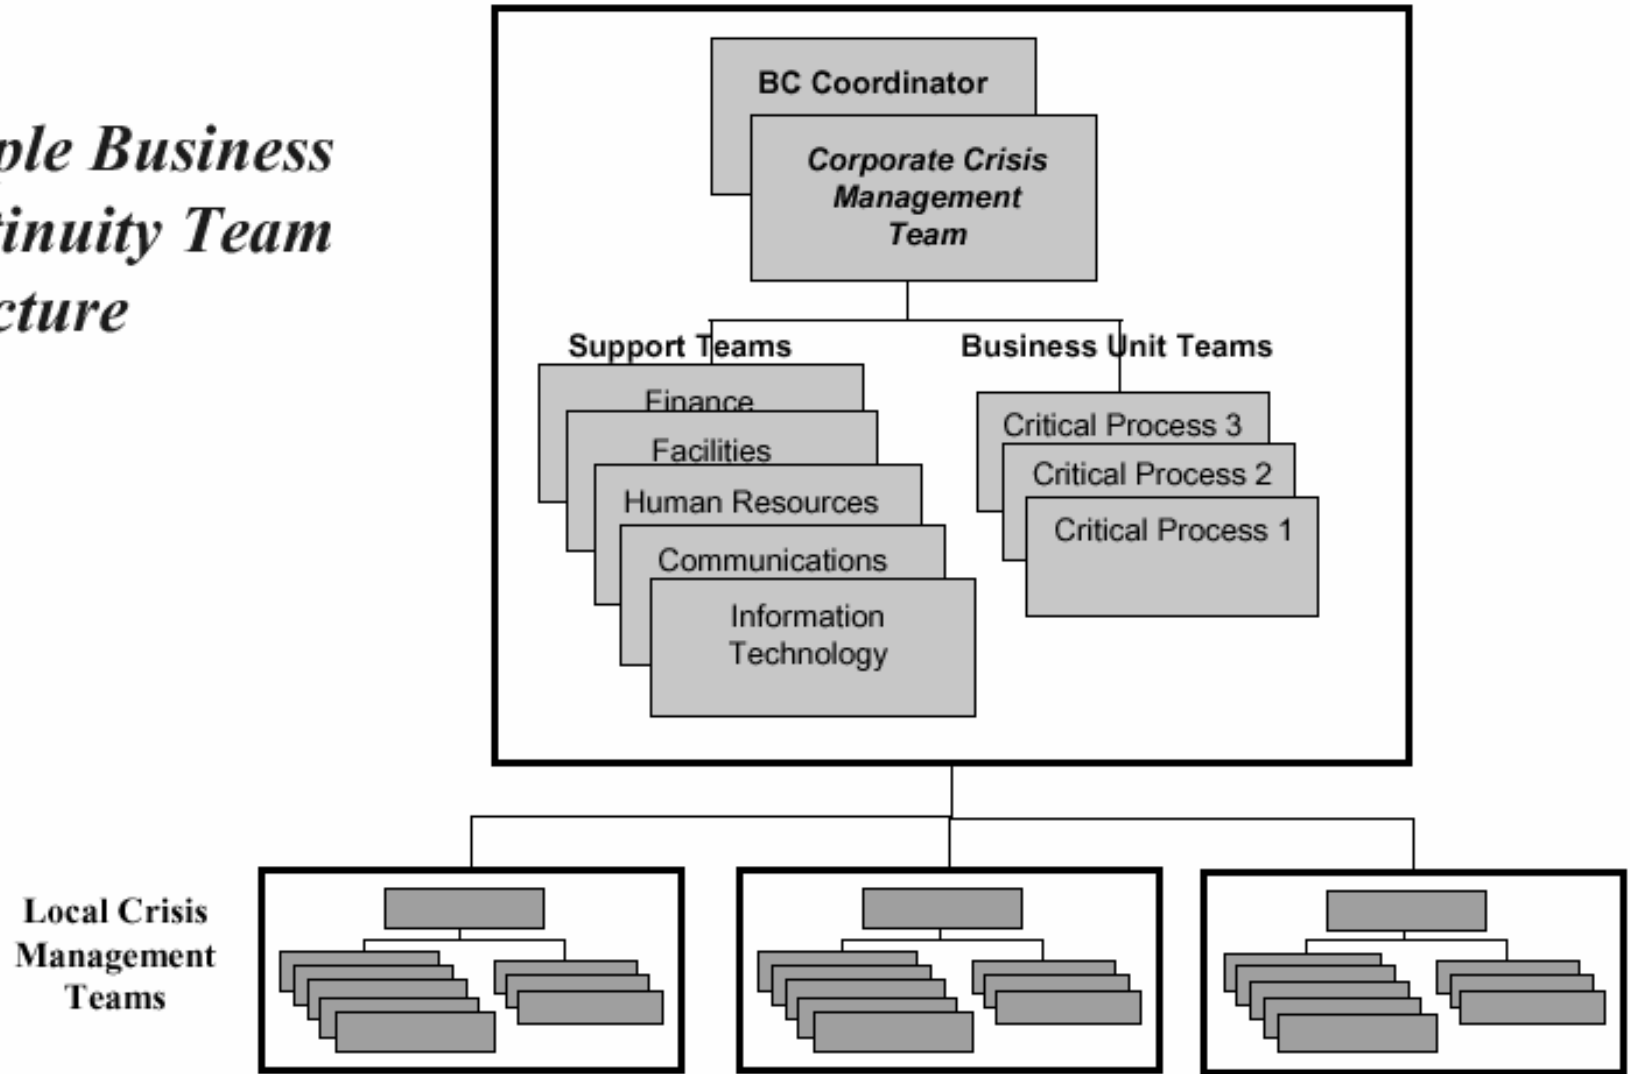 ple Business
tinuity Team
cture
BC Coordinator
Corporate Crisis
Management
Team
Support Teams
Business Unit Teams
Finance
Facilities
Human Resources
Communications
Information
Technology
Critical Process 3
Critical Process 2
Critical Process 1
Local Crisis
Management
Teams